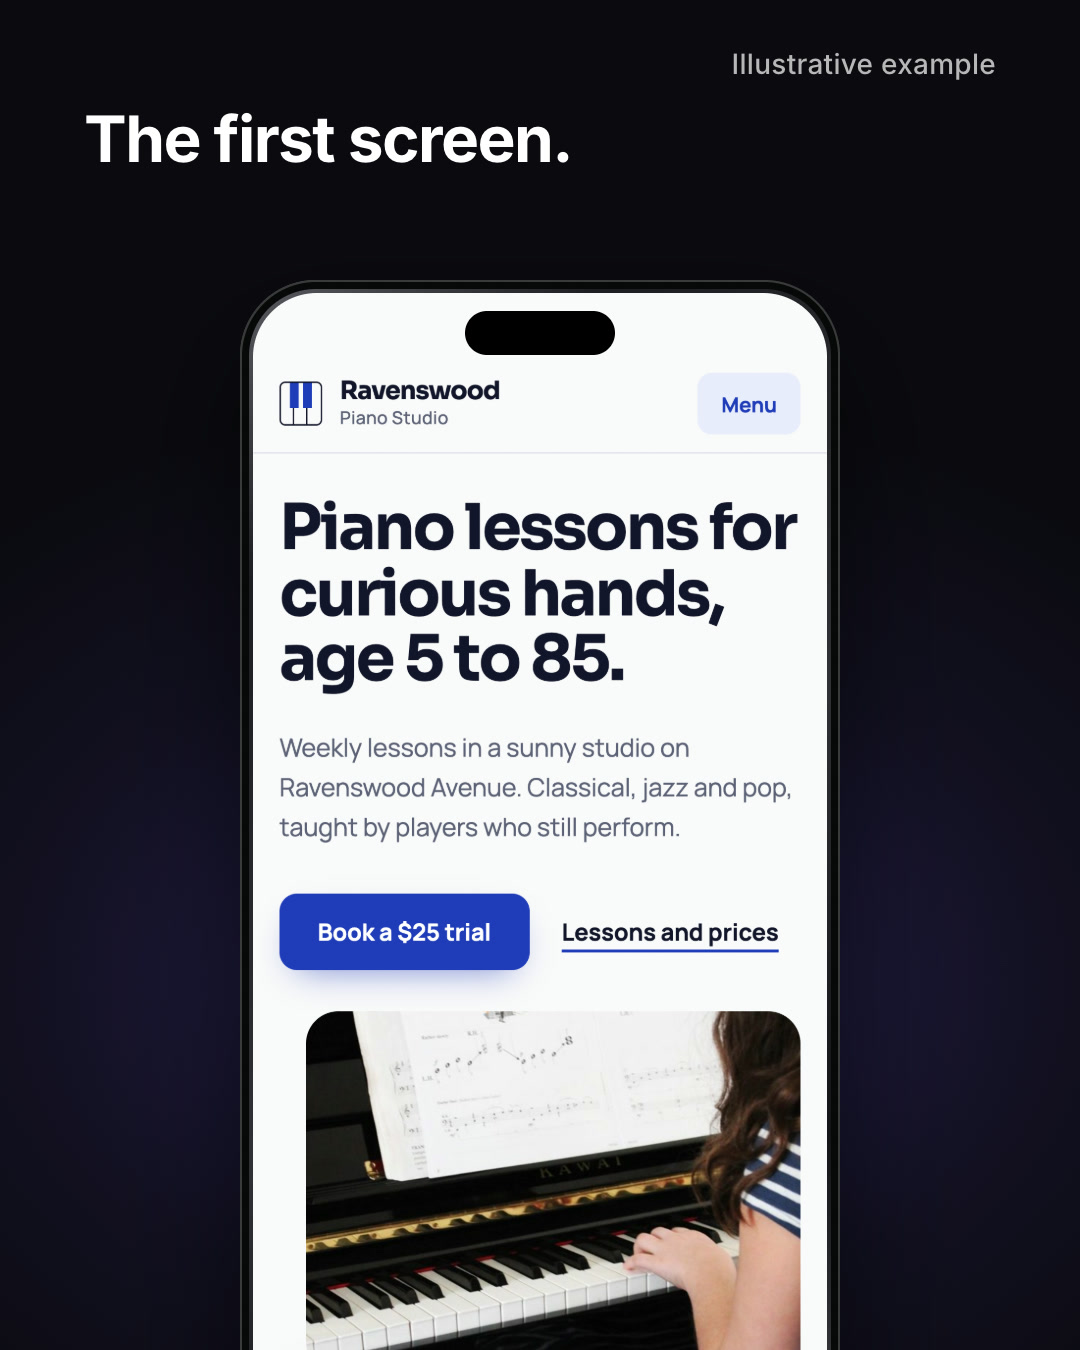 Illustrative example
The first screen.
Ravenswood
Piano Studio
Menu
Piano lessons for
curious hands,
age 5 to 85.
Weekly lessons in a sunny studio on
Ravenswood Avenue. Classical, jazz and pop,
taught by players who still perform.
Book a $25 trial
Lessons and prices
KAWAI